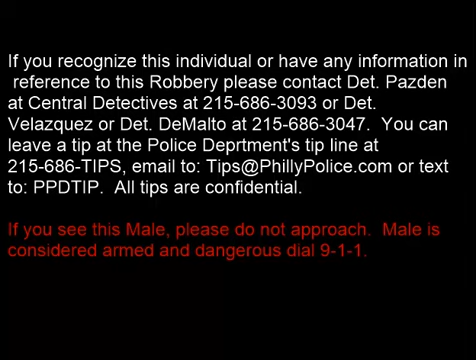 If you recognize this individual or have any information in
reference to this Robbery please contact Det. Pazden
at Central Detectives at 215-686-3093 or Det.
Velazquez or Det. DeMalto at 215-686-3047.  You can
leave a tip at the Police Deprtment's tip line at
215-686-TIPS, email to: Tips@PhillyPolice.com or text
to: PPDTIP.  All tips are confidential.
If you see this Male, please do not approach.  Male is
considered armed and dangerous dial 9-1-1.